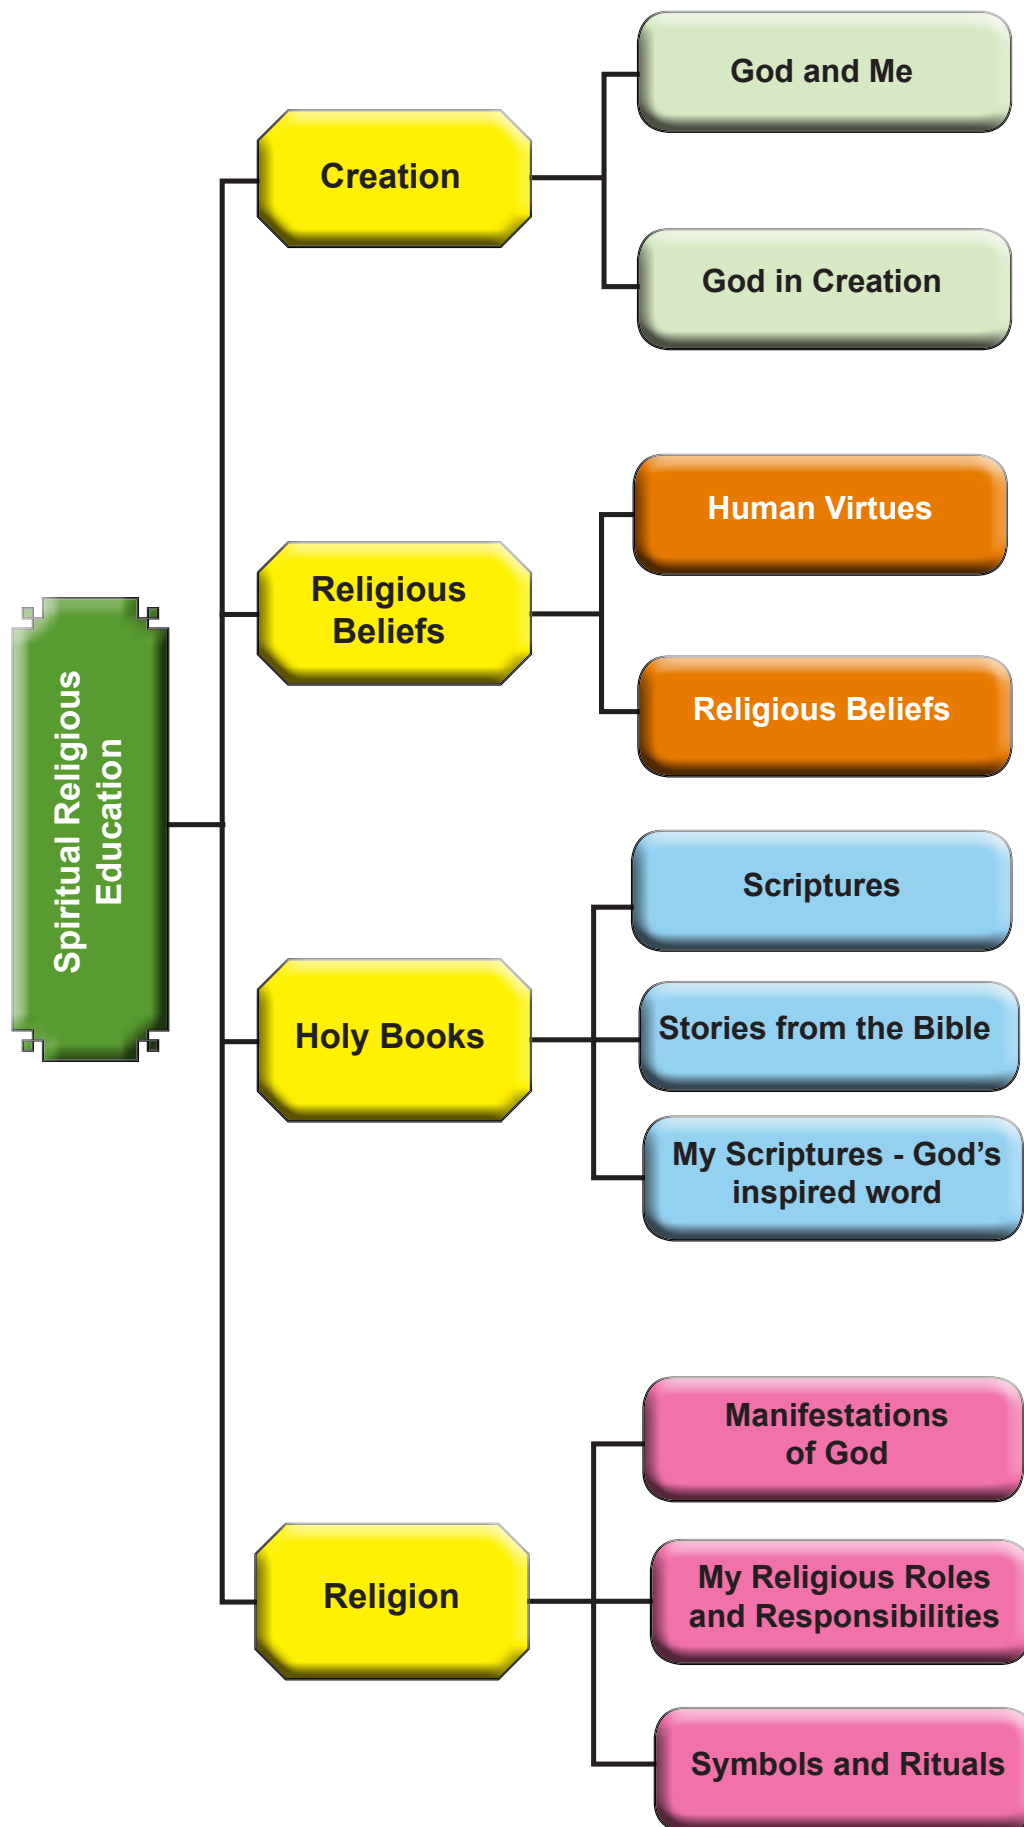 Spiritual Religious
Education
Creation
God and Me
God in Creation
Religious
Beliefs
Human Virtues
Religious Beliefs
Holy Books
Scriptures
Stories from the Bible
My Scriptures - God’s
inspired word
Religion
Manifestations
of God
My Religious Roles
and Responsibilities
Symbols and Rituals